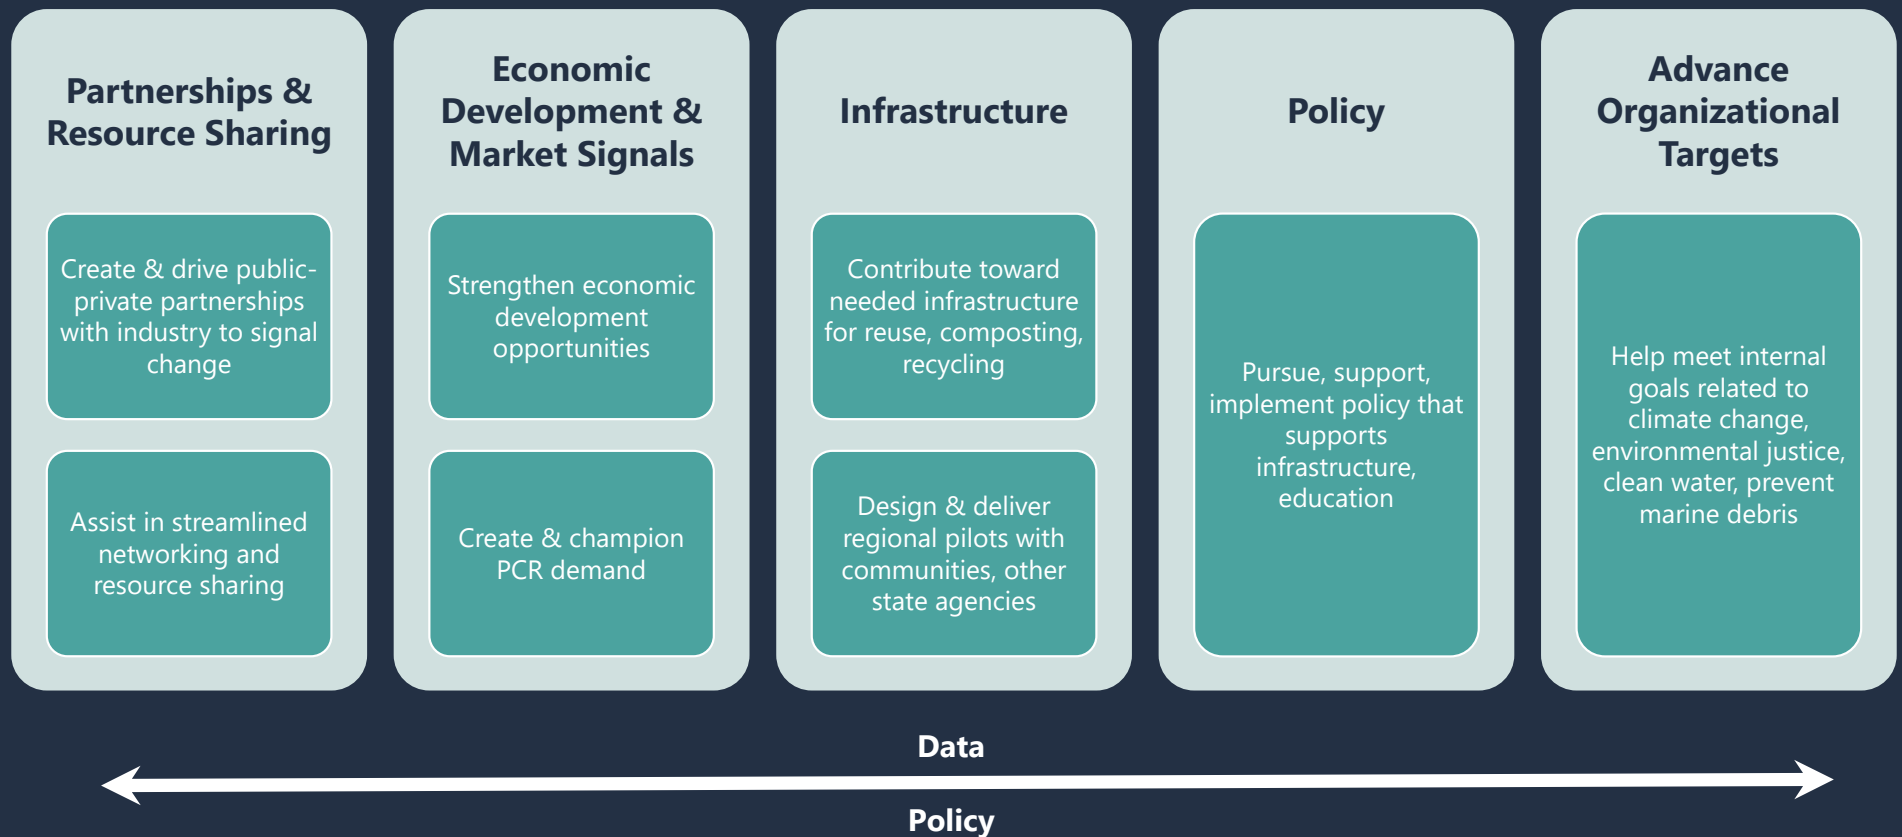 Partnerships &
Resource Sharing
Create & drive public-
private partnerships
with industry to signal
change
Assist in streamlined
networking and
resource sharing
Economic
Development &
Market Signals
Strengthen economic
development
opportunities
Create & champion
PCR demand
Infrastructure
Contribute toward
needed infrastructure
for reuse, composting,
recycling
Design & deliver
regional pilots with
communities, other
state agencies
Policy
Pursue, support,
implement policy that
supports
infrastructure,
education
Advance
Organizational
Targets
Help meet internal
goals related to
climate change,
environmental justice,
clean water, prevent
marine debris
Data
Policy